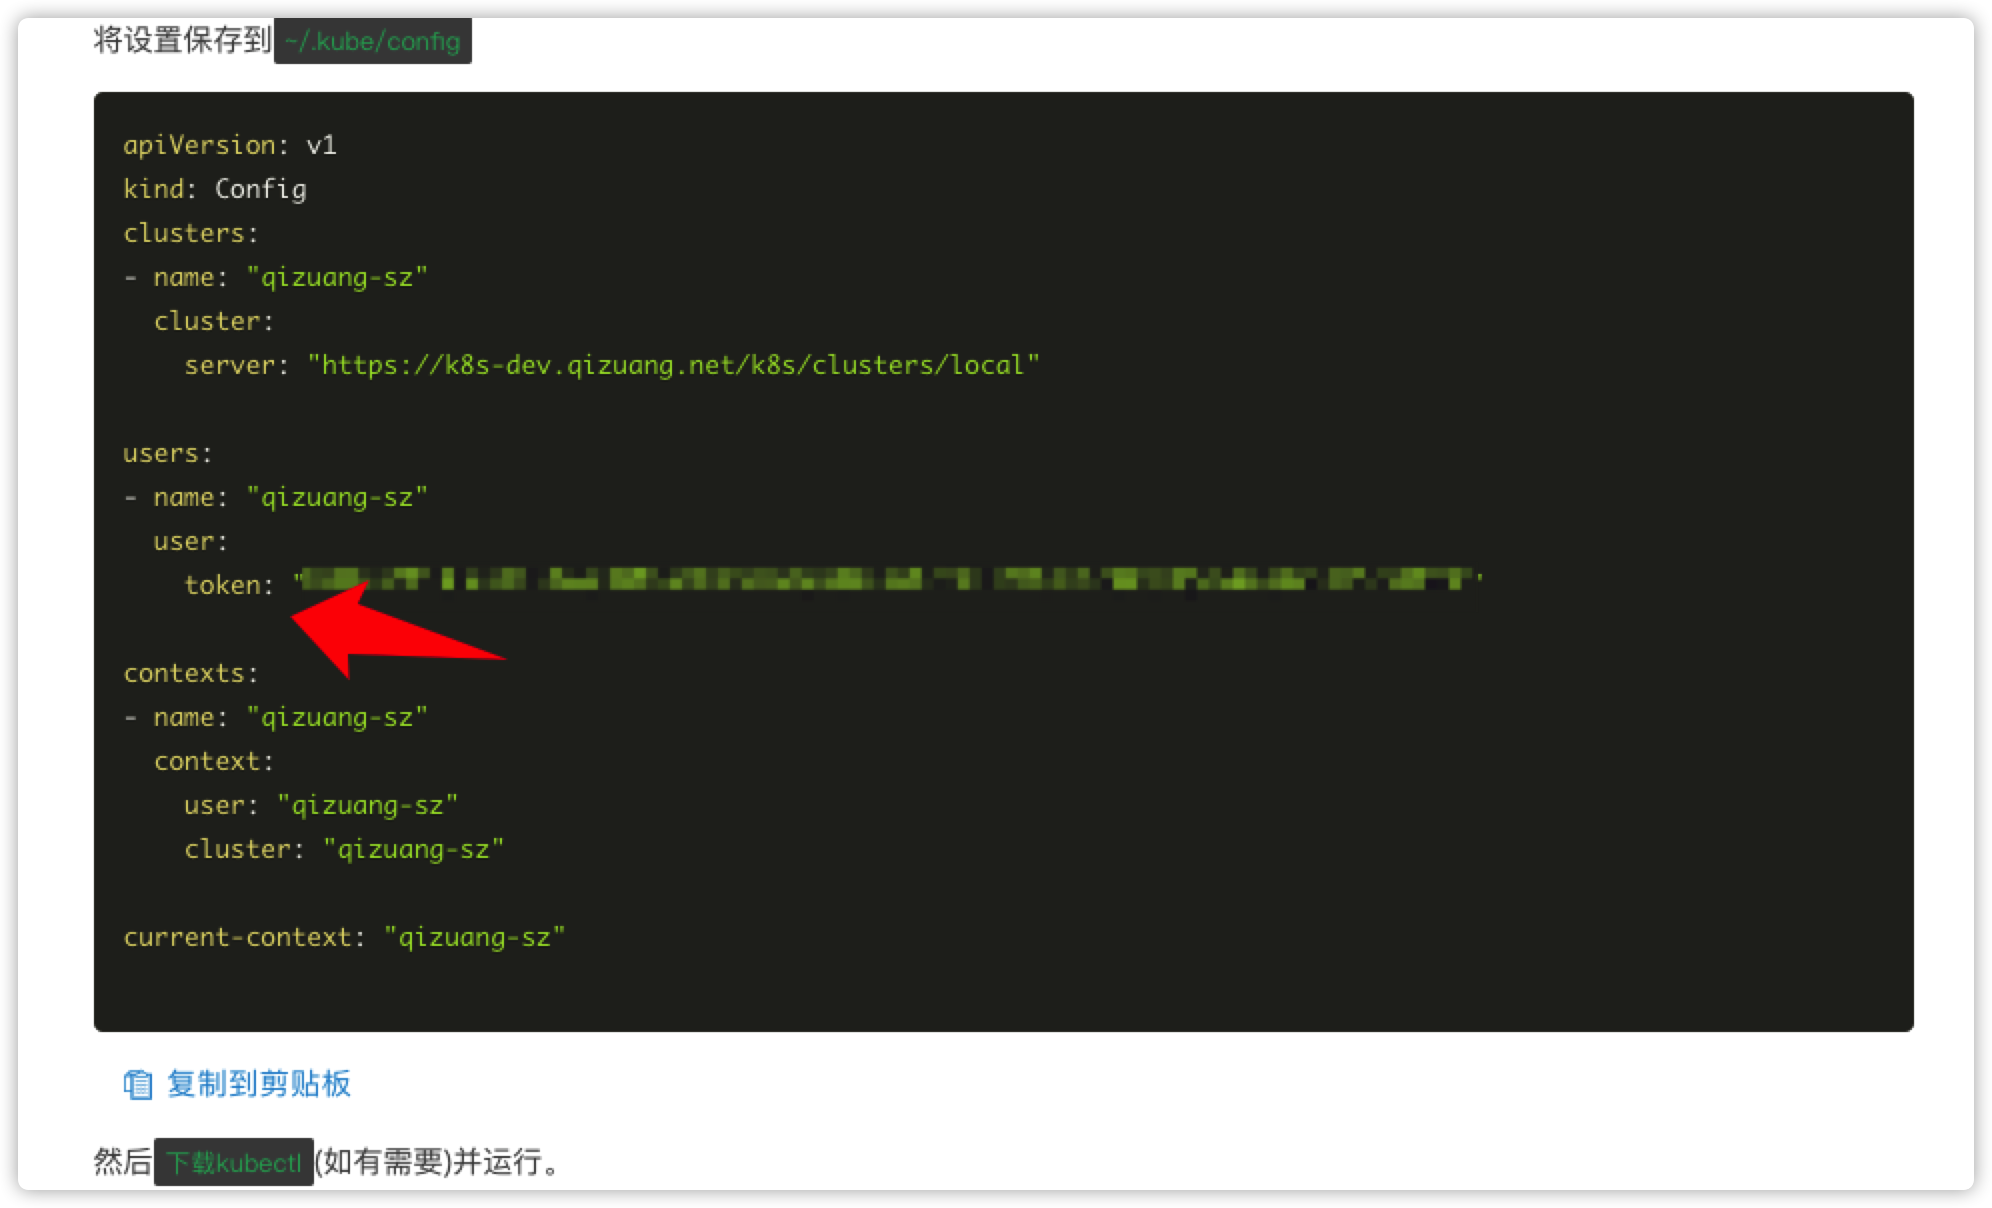 将设置保存到 ~/.kube/config
apiVersion: v1
kind: Config
clusters:
- name: "qizuang-sz"
  cluster:
    server: "https://k8s-dev.qizuang.net/k8s/clusters/local"
users:
- name: "qizuang-sz"
  user:
    token: "
contexts:
- name: "qizuang-sz"
  context:
    user: "qizuang-sz"
    cluster: "qizuang-sz"
current-context: "qizuang-sz"
复制到剪贴板
然后 下载kubectl (如有需要)并运行。